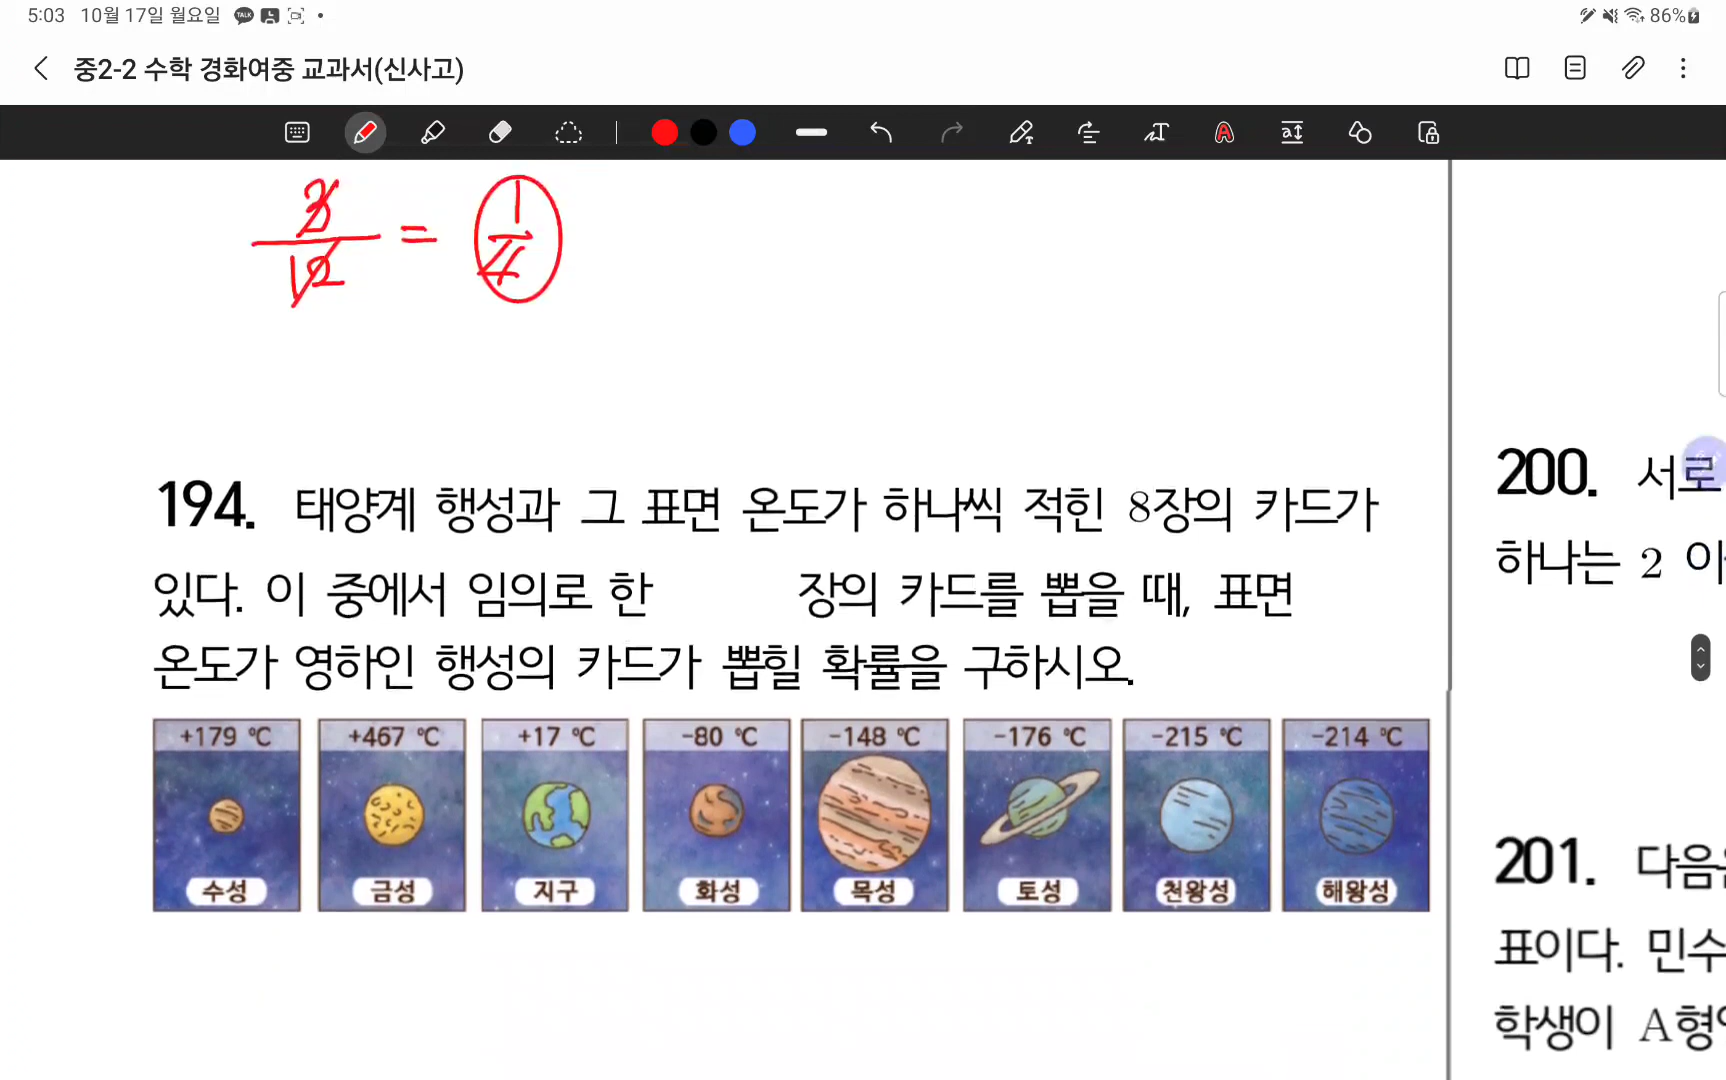 5:03 10월 17일 월요일 TALK 86%
중2-2 수학 경화여중 교과서(신사고)
3/12 = 1/4
194. 태양계 행성과 그 표면 온도가 하나씩 적힌 8장의 카드가
있다. 이 중에서 임의로 한 장의 카드를 뽑을 때, 표면
온도가 영하인 행성의 카드가 뽑힐 확률을 구하시오.
+179 ℃ +467 ℃ +17 ℃ -80 ℃ -148 ℃ -176 ℃ -215 ℃ -214 ℃
수성 금성 지구 화성 목성 토성 천왕성 해왕성
200. 서로
하나는 2
201.
표이다. 민수
학생이 A형